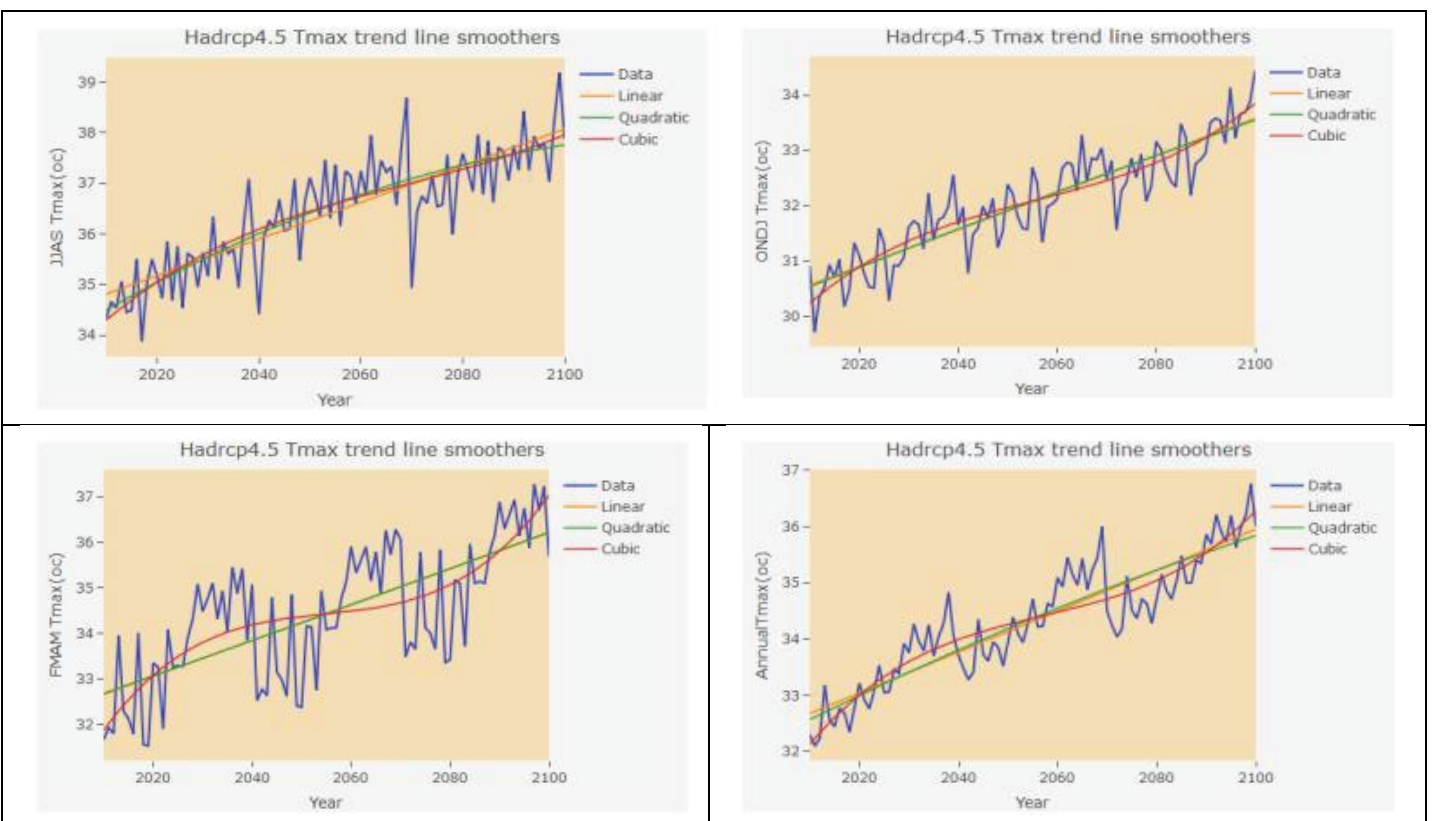 Hadrcp4.5 Tmax trend line smoothers
39
38
37
36
35
34
JJAS Tmax(oc)
2020 2040 2060 2080 2100
Year
Data
Linear
Quadratic
Cubic
Hadrcp4.5 Tmax trend line smoothers
34
33
32
31
30
ONDJ Tmax(oc)
2020 2040 2060 2080 2100
Year
Data
Linear
Quadratic
Cubic
Hadrcp4.5 Tmax trend line smoothers
37
36
35
34
33
32
FMAM Tmax(oc)
2020 2040 2060 2080 2100
Year
Data
Linear
Quadratic
Cubic
Hadrcp4.5 Tmax trend line smoothers
37
36
35
34
33
32
AnnualTmax(oc)
2020 2040 2060 2080 2100
Year
Data
Linear
Quadratic
Cubic